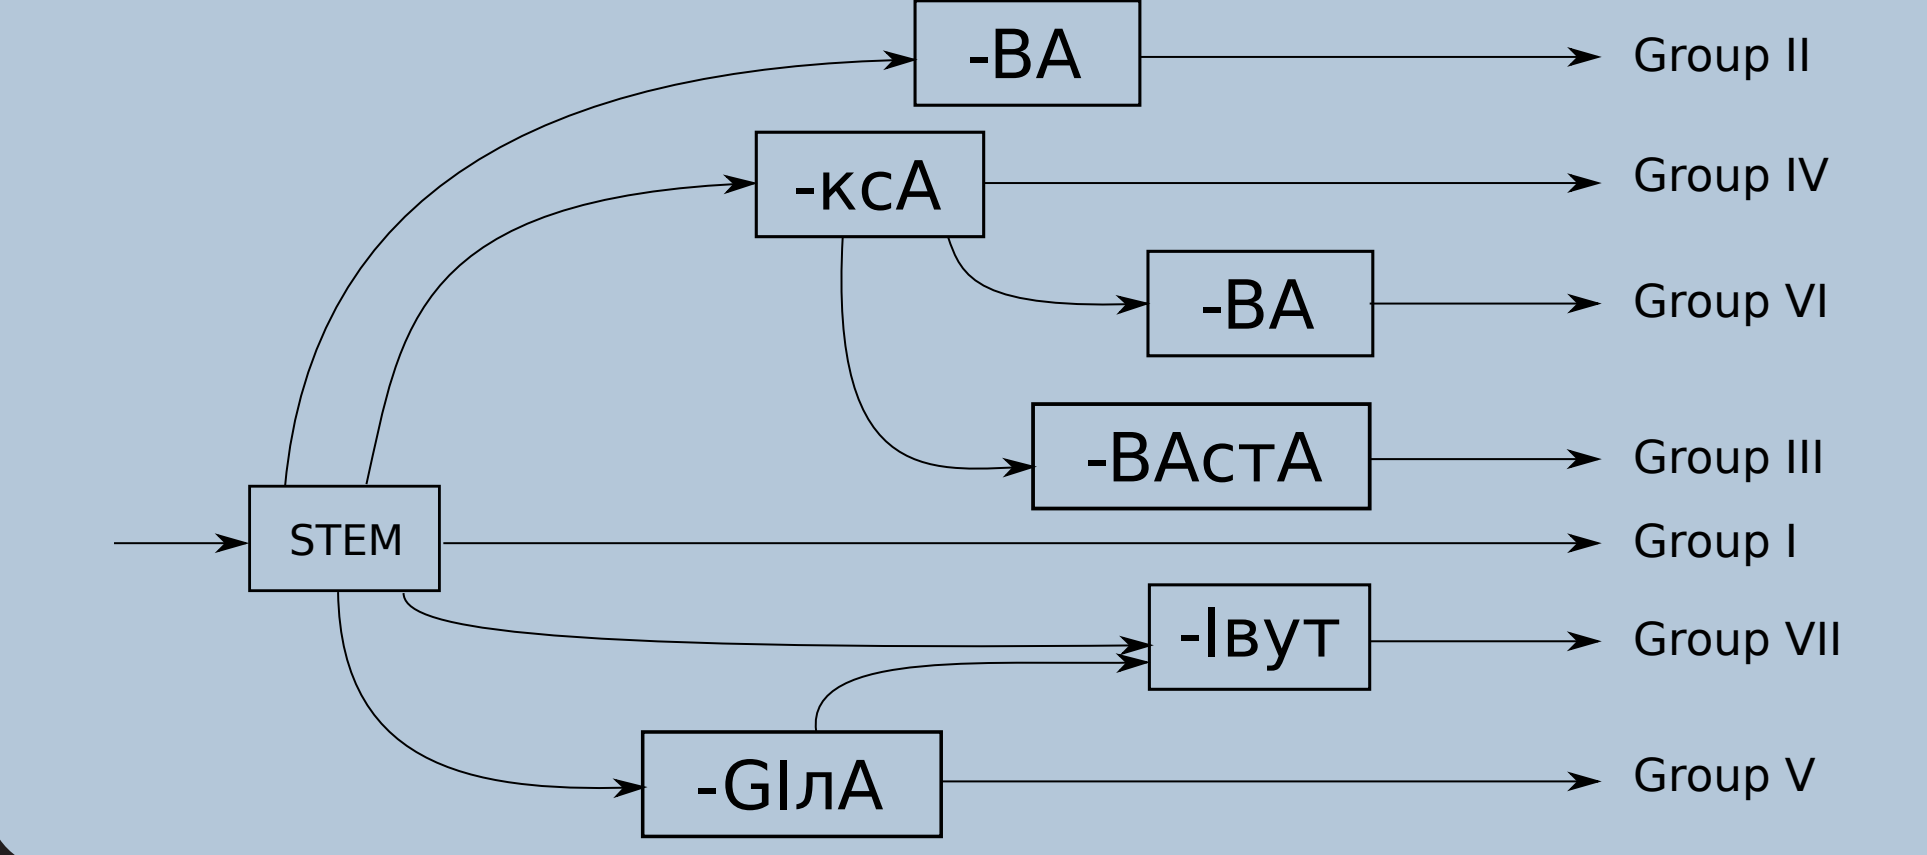 -ВА
Group II
-ксА
Group IV
-ВА
Group VI
-ВАстА
Group III
STEM
Group I
-Iвут
Group VII
-GIлА
Group V